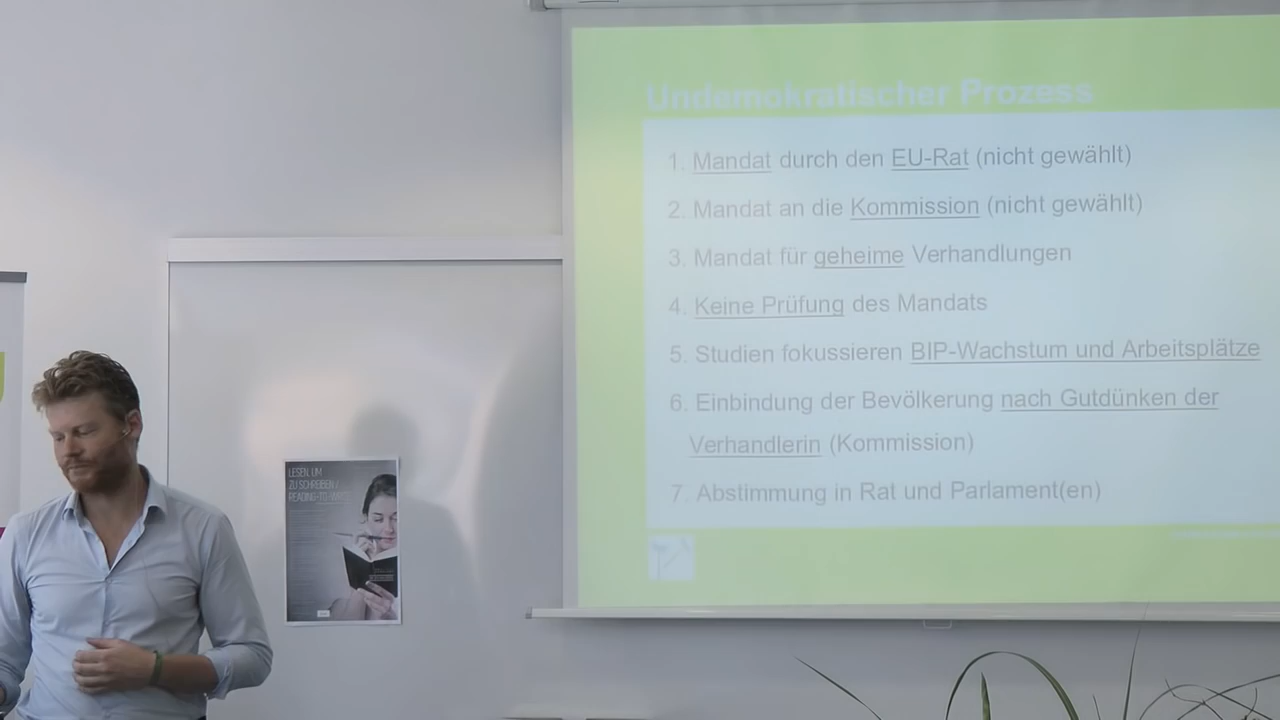 Undemokratischer Prozess
1. Mandat durch den EU-Rat (nicht gewählt)
2. Mandat an die Kommission (nicht gewählt)
3. Mandat für geheime Verhandlungen
4. Keine Prüfung des Mandats
5. Studien fokussieren BIP-Wachstum und Arbeitsplätze
6. Einbindung der Bevölkerung nach Gutdünken der
Verhandlerin (Kommission)
7. Abstimmung in Rat und Parlament(en)
LESEN, UM
ZU SCHREIBEN /
READING-TO-WRITE